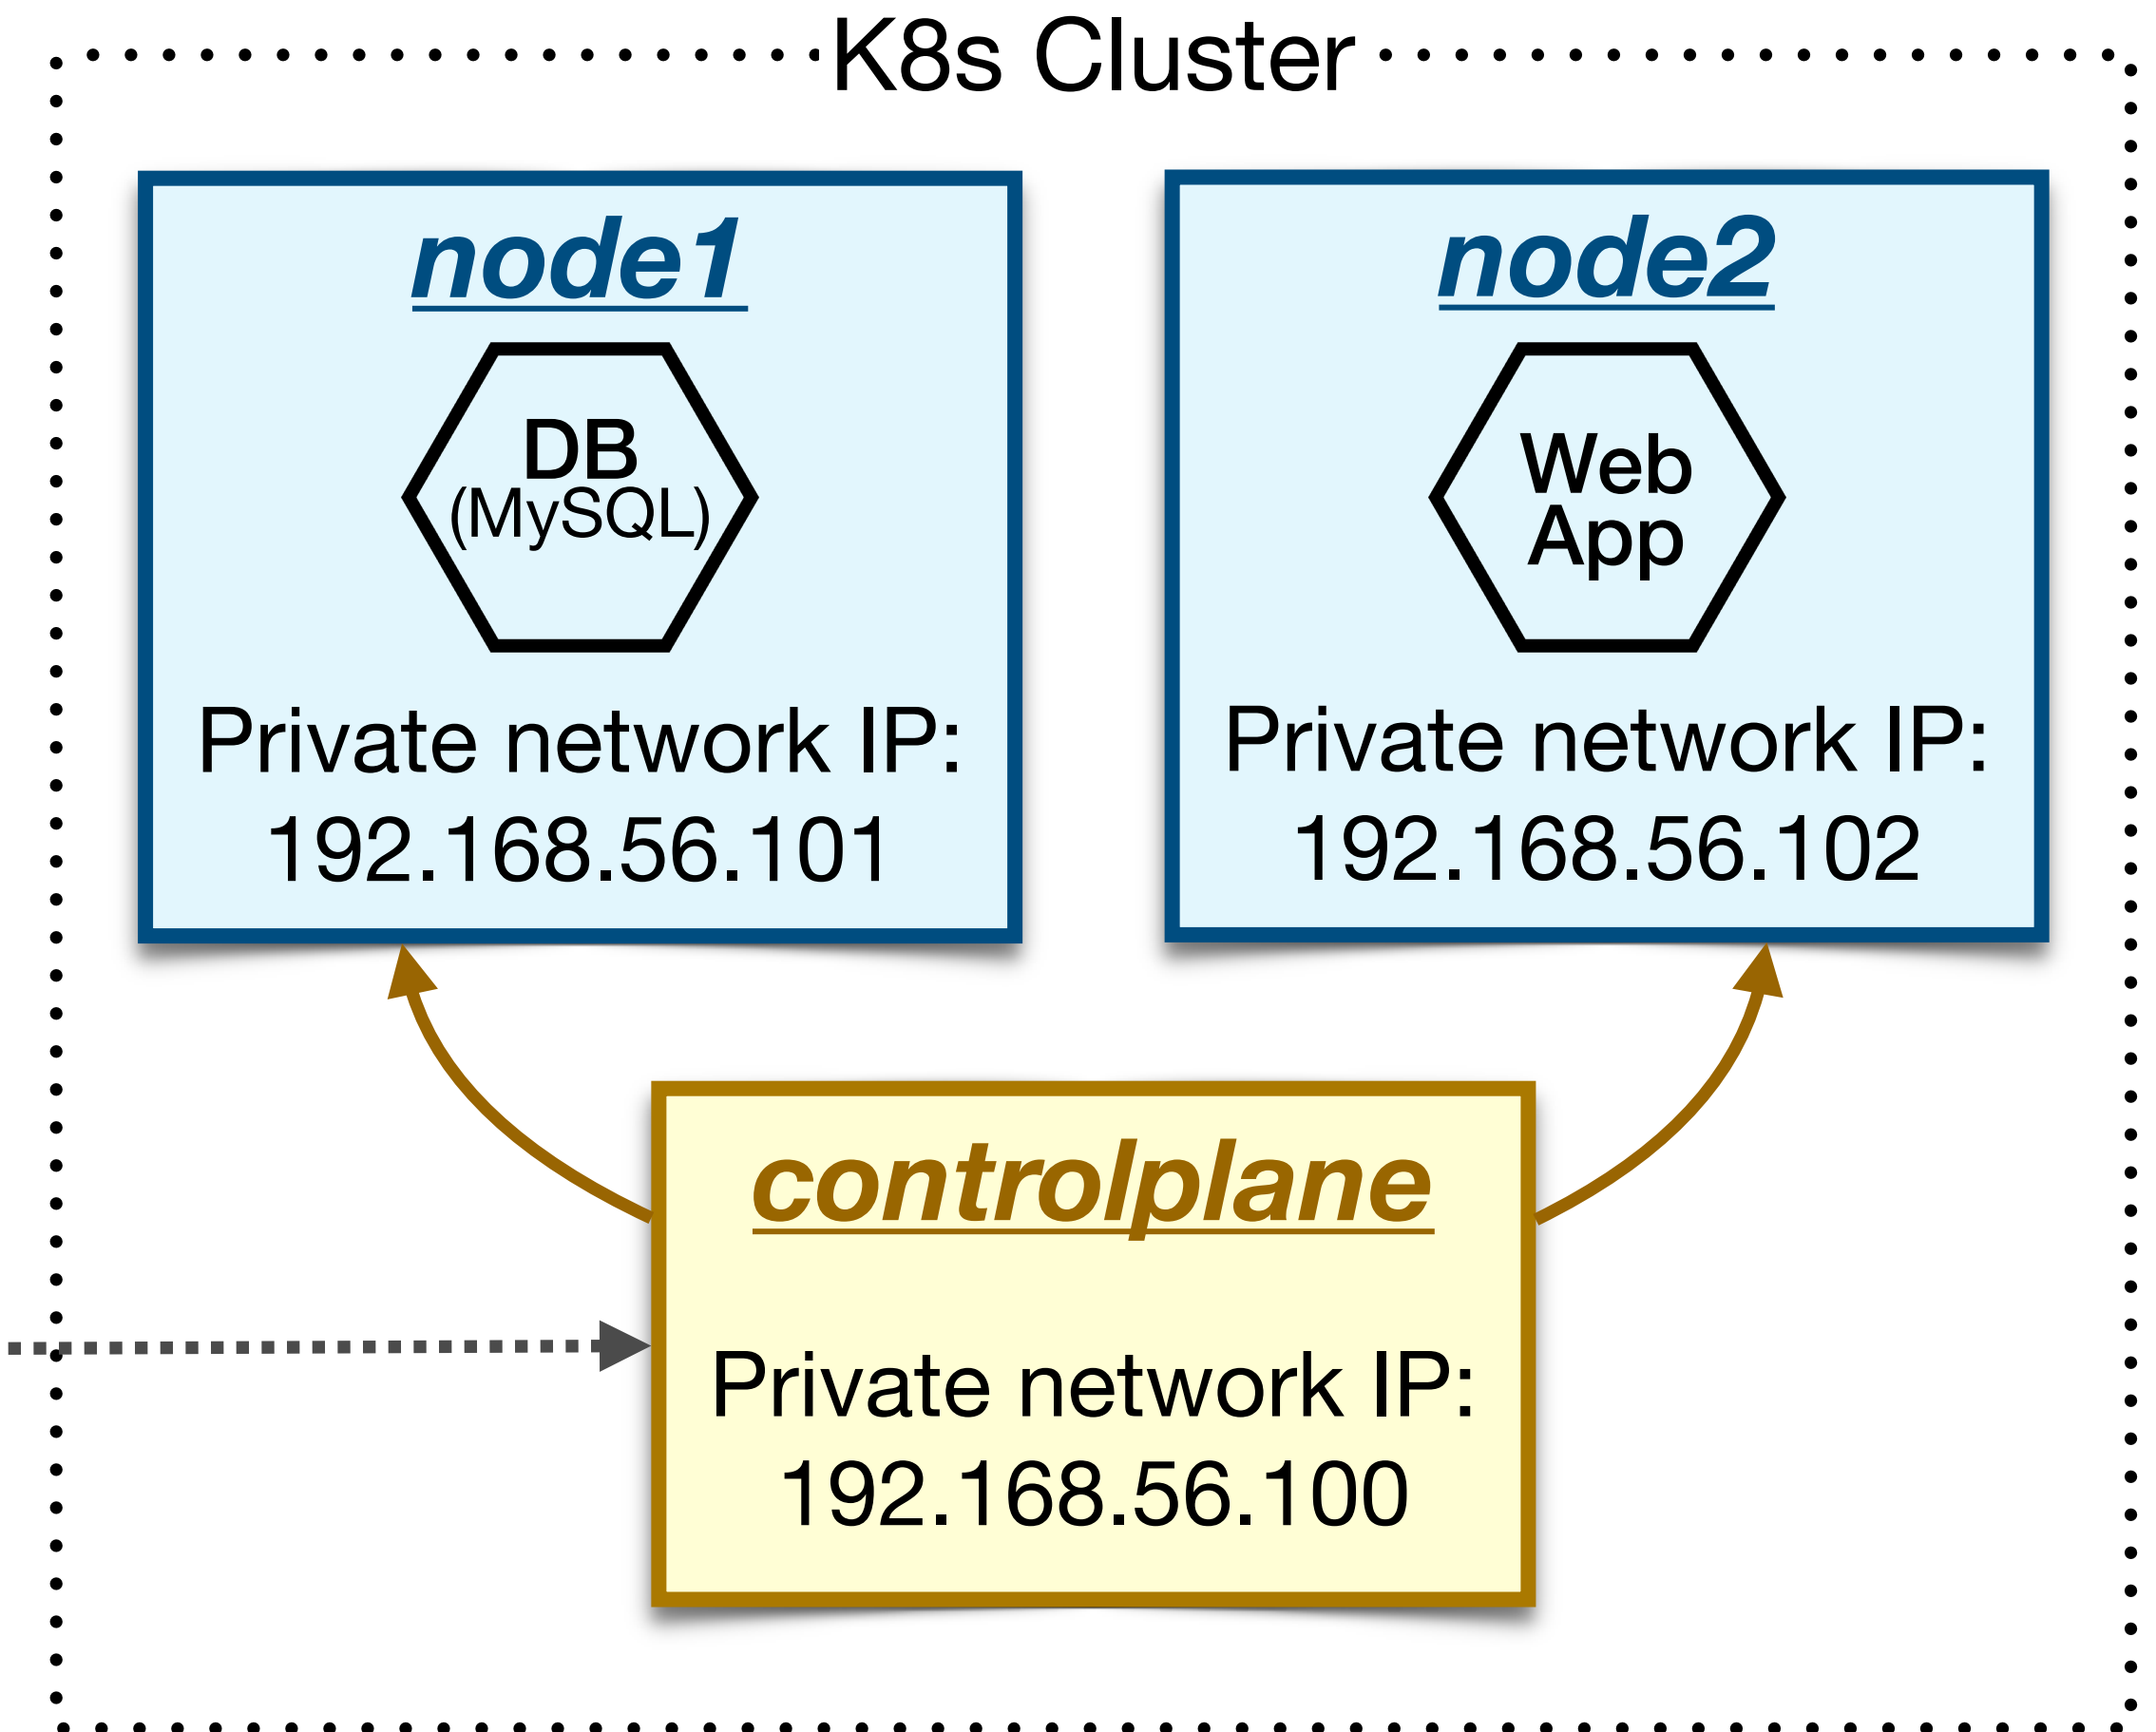 K8s Cluster
node1
DB
(MySQL)
Private network IP:
192.168.56.101
node2
Web
App
Private network IP:
192.168.56.102
controlplane
Private network IP:
192.168.56.100